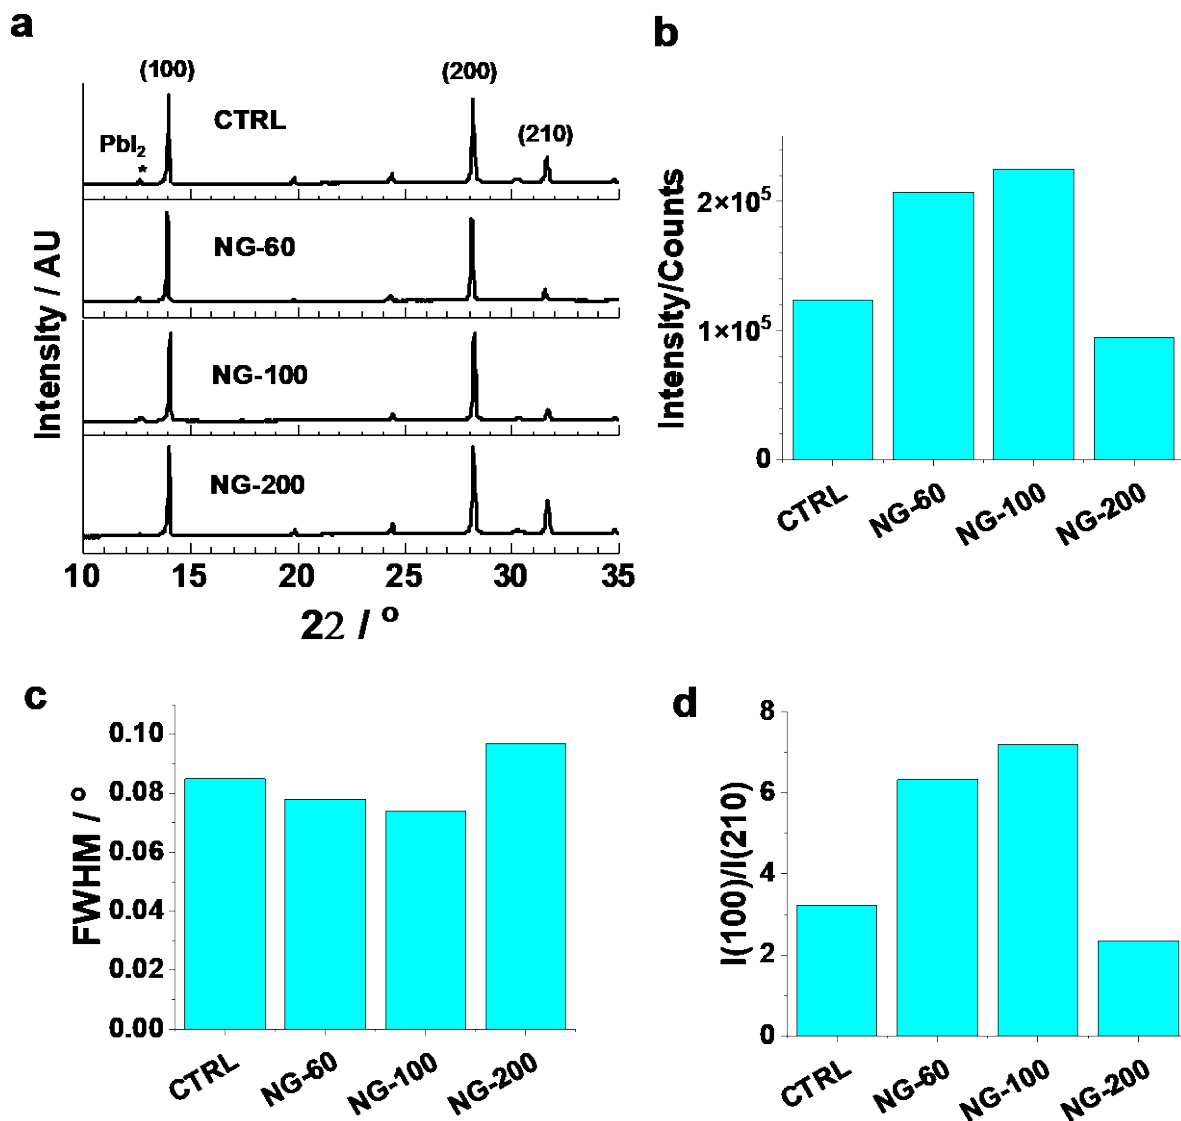 a
(100)
(200)
CTRL
PbI₂
*
(210)
NG-60
NG-100
NG-200
Intensity / AU
10 15 20 25 30 35
22 / º
b
2×10⁵
1×10⁵
0
Intensity/Counts
CTRL NG-60 NG-100 NG-200
c
0.10
0.08
0.06
0.04
0.02
0.00
FWHM / º
CTRL NG-60 NG-100 NG-200
d
8
6
4
2
0
I(100)/I(210)
CTRL NG-60 NG-100 NG-200